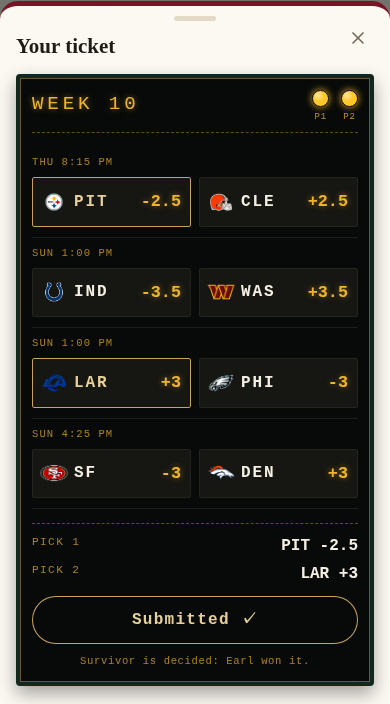 Your ticket
WEEK 10
P1 P2
THU 8:15 PM
PIT -2.5 CLE +2.5
SUN 1:00 PM
IND -3.5 WAS +3.5
SUN 1:00 PM
LAR +3 PHI -3
SUN 4:25 PM
SF -3 DEN +3
PICK 1 PIT -2.5
PICK 2 LAR +3
Submitted ✓
Survivor is decided: Earl won it.